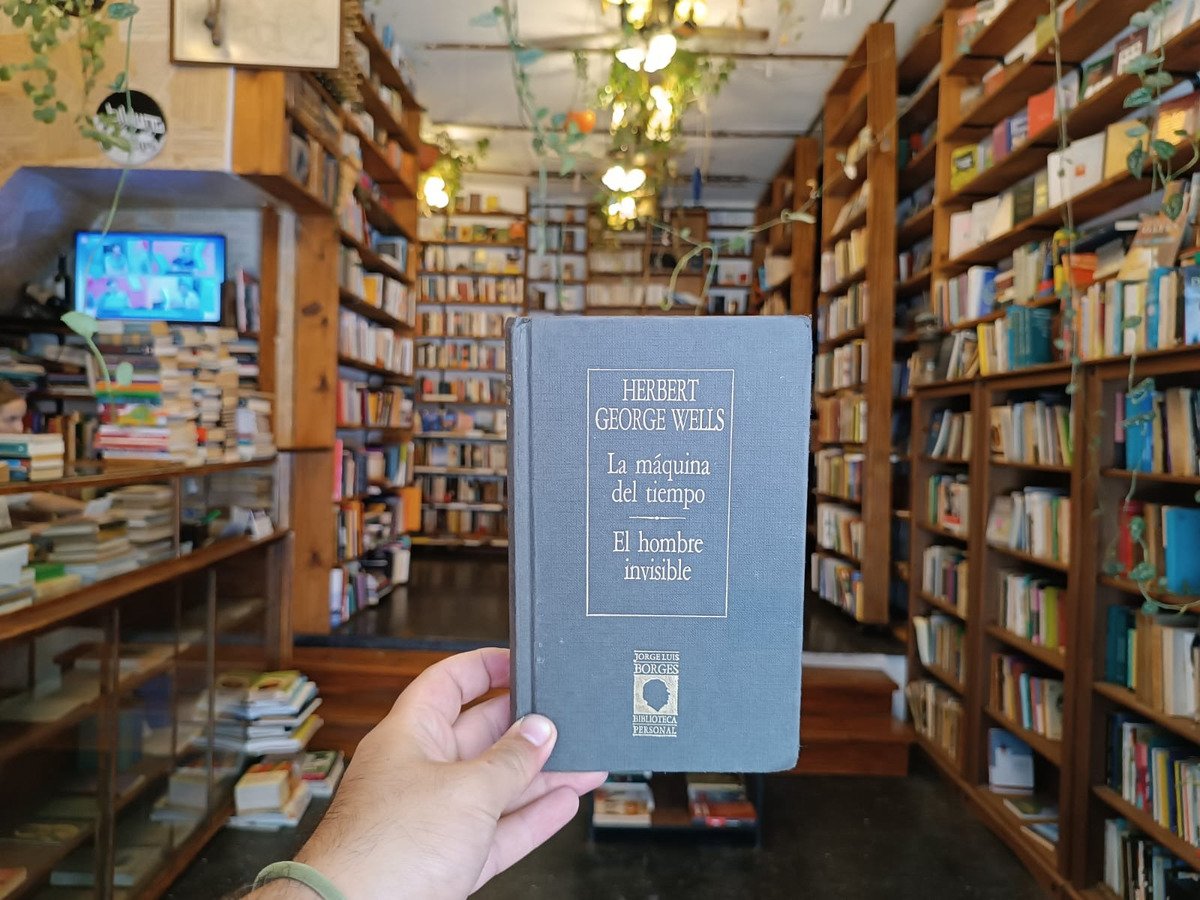 HERBERT
GEORGE WELLS
La máquina
del tiempo
El hombre
invisible
JORGE LUIS
BORGES
BIBLIOTECA
PERSONAL